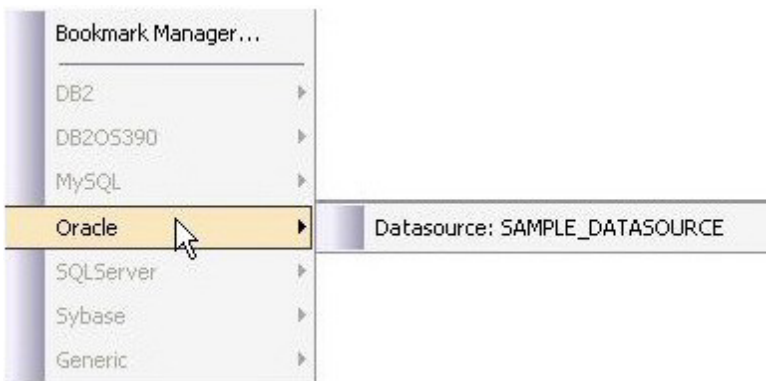 Bookmark Manager...
DB2
DB2OS390
MySQL
Oracle
Datasource: SAMPLE_DATASOURCE
SQLServer
Sybase
Generic